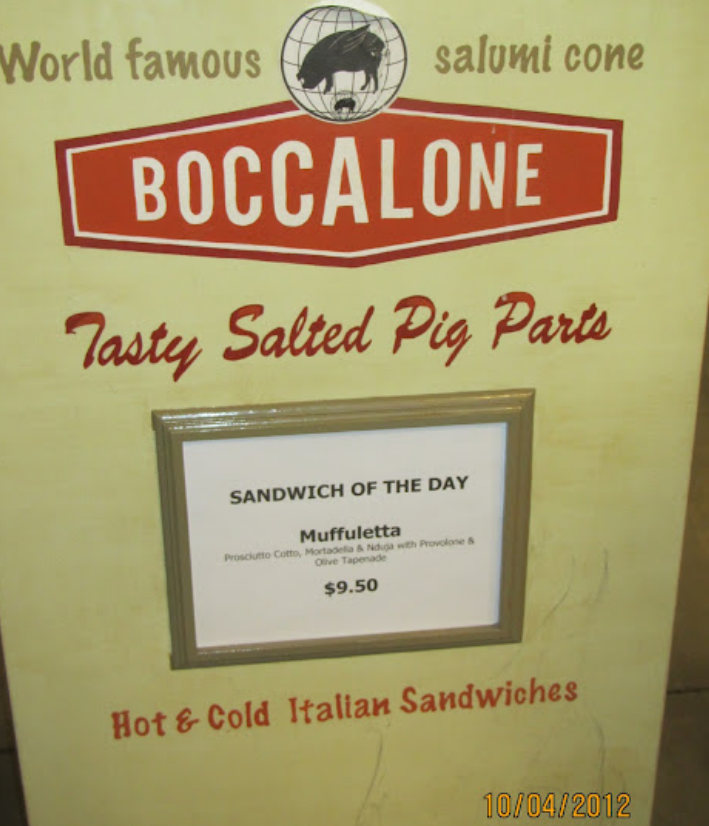 World famous salumi cone
BOCCALONE
Tasty Salted Pig Parts
SANDWICH OF THE DAY
Muffuletta
Prosciutto Cotto, Mortadella & Nduja with Provolone &
Olive Tapenade
$9.50
Hot & Cold Italian Sandwiches
10/04/2012